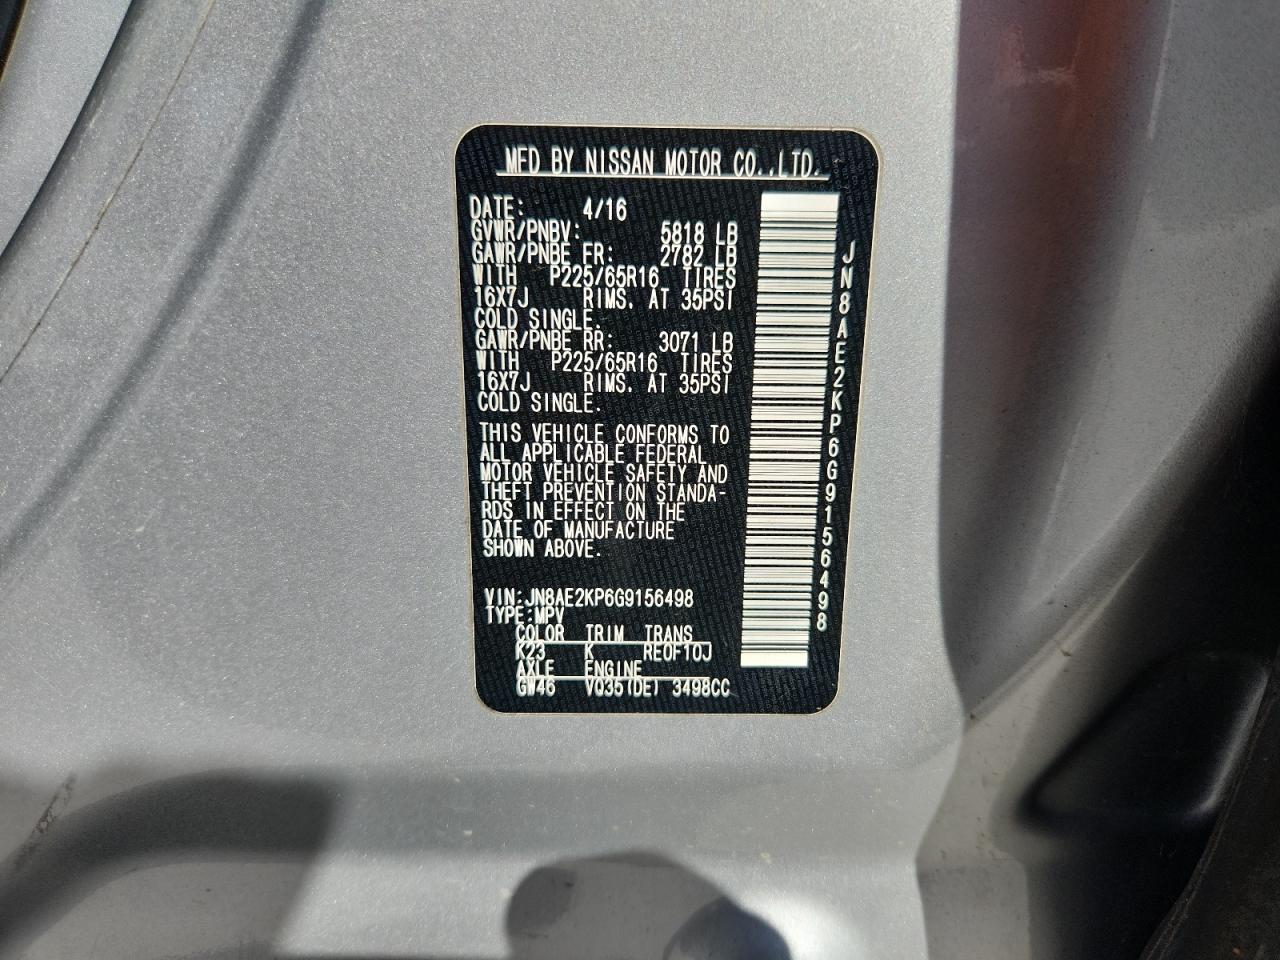 MFD BY NISSAN MOTOR CO.,LTD.
DATE: 4/16
GVWR/PNBV: 5818 LB
GAWR/PNBE FR: 2782 LB
WITH P225/65R16 TIRES
16X7J RIMS. AT 35PSI
COLD SINGLE.
GAWR/PNBE RR: 3071 LB
WITH P225/65R16 TIRES
16X7J RIMS. AT 35PSI
COLD SINGLE.
THIS VEHICLE CONFORMS TO
ALL APPLICABLE FEDERAL
MOTOR VEHICLE SAFETY AND
THEFT PREVENTION STANDA-
RDS IN EFFECT ON THE
DATE OF MANUFACTURE
SHOWN ABOVE.
VIN:JN8AE2KP6G9156498
TYPE:MPV
COLOR TRIM TRANS
K23 K RE0F10J
AXLE ENGINE
GW46 VQ35(DE) 3498CC
JN8AE2KP6G9156498